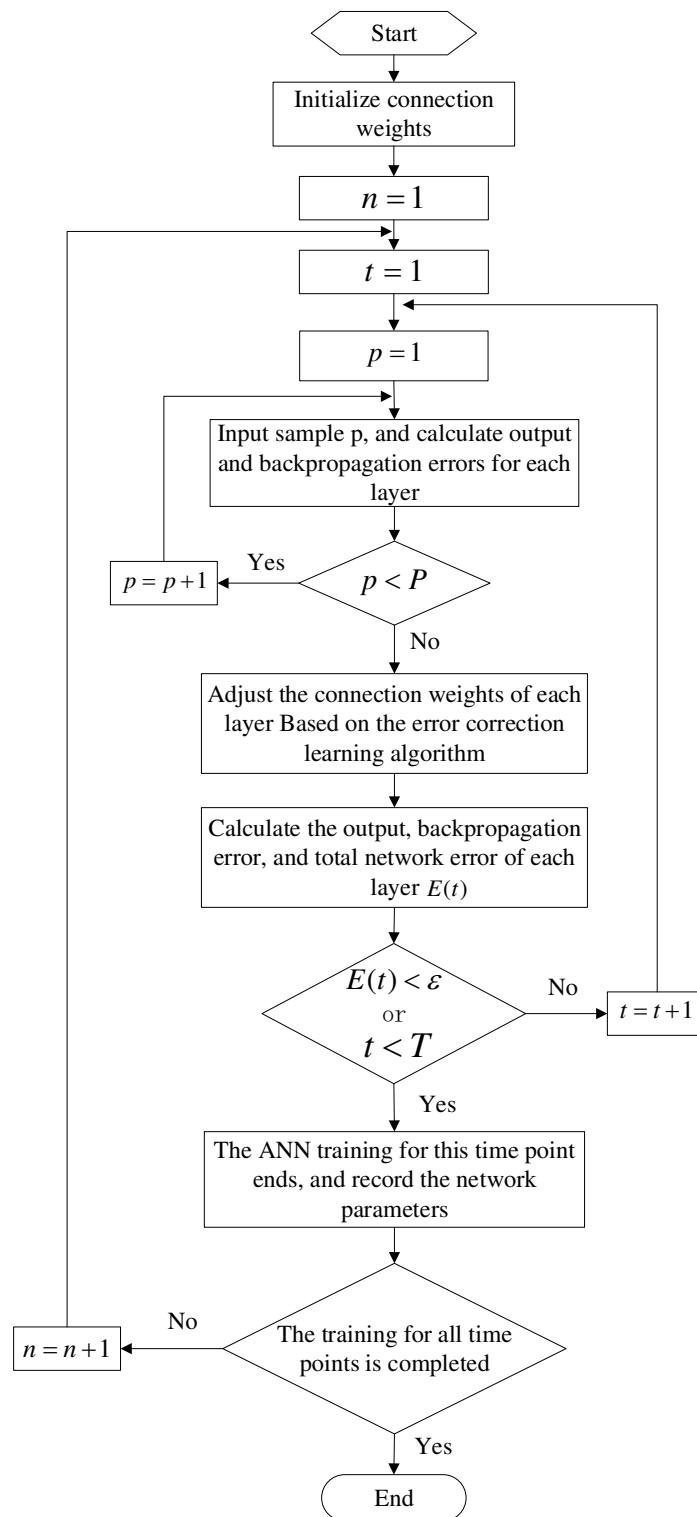 Start
Initialize connection
weights
n = 1
t = 1
p = 1
Input sample p, and calculate output
and backpropagation errors for each
layer
Yes
p = p +1
p < P
No
Adjust the connection weights of each
layer Based on the error correction
learning algorithm
Calculate the output, backpropagation
error, and total network error of each
layer E(t)
E(t) < ε
or
t < T
No
t = t +1
Yes
The ANN training for this time point
ends, and record the network
parameters
No
n = n +1
The training for all time
points is completed
Yes
End